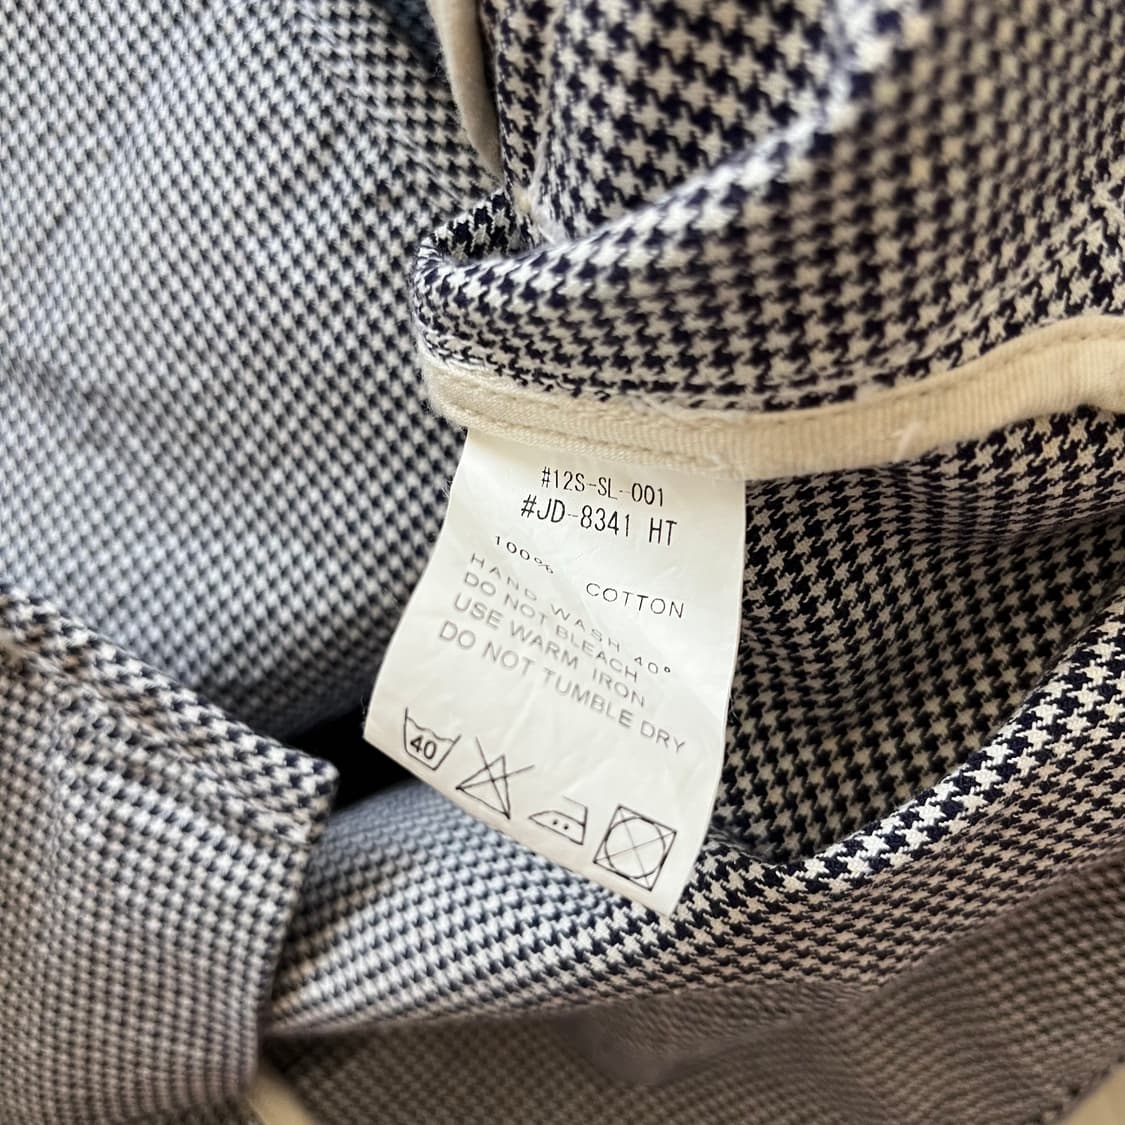 #12S-SL-001
#JD-8341 HT
100% COTTON
HAND WASH 40°
DO NOT BLEACH
USE WARM IRON
DO NOT TUMBLE DRY
40